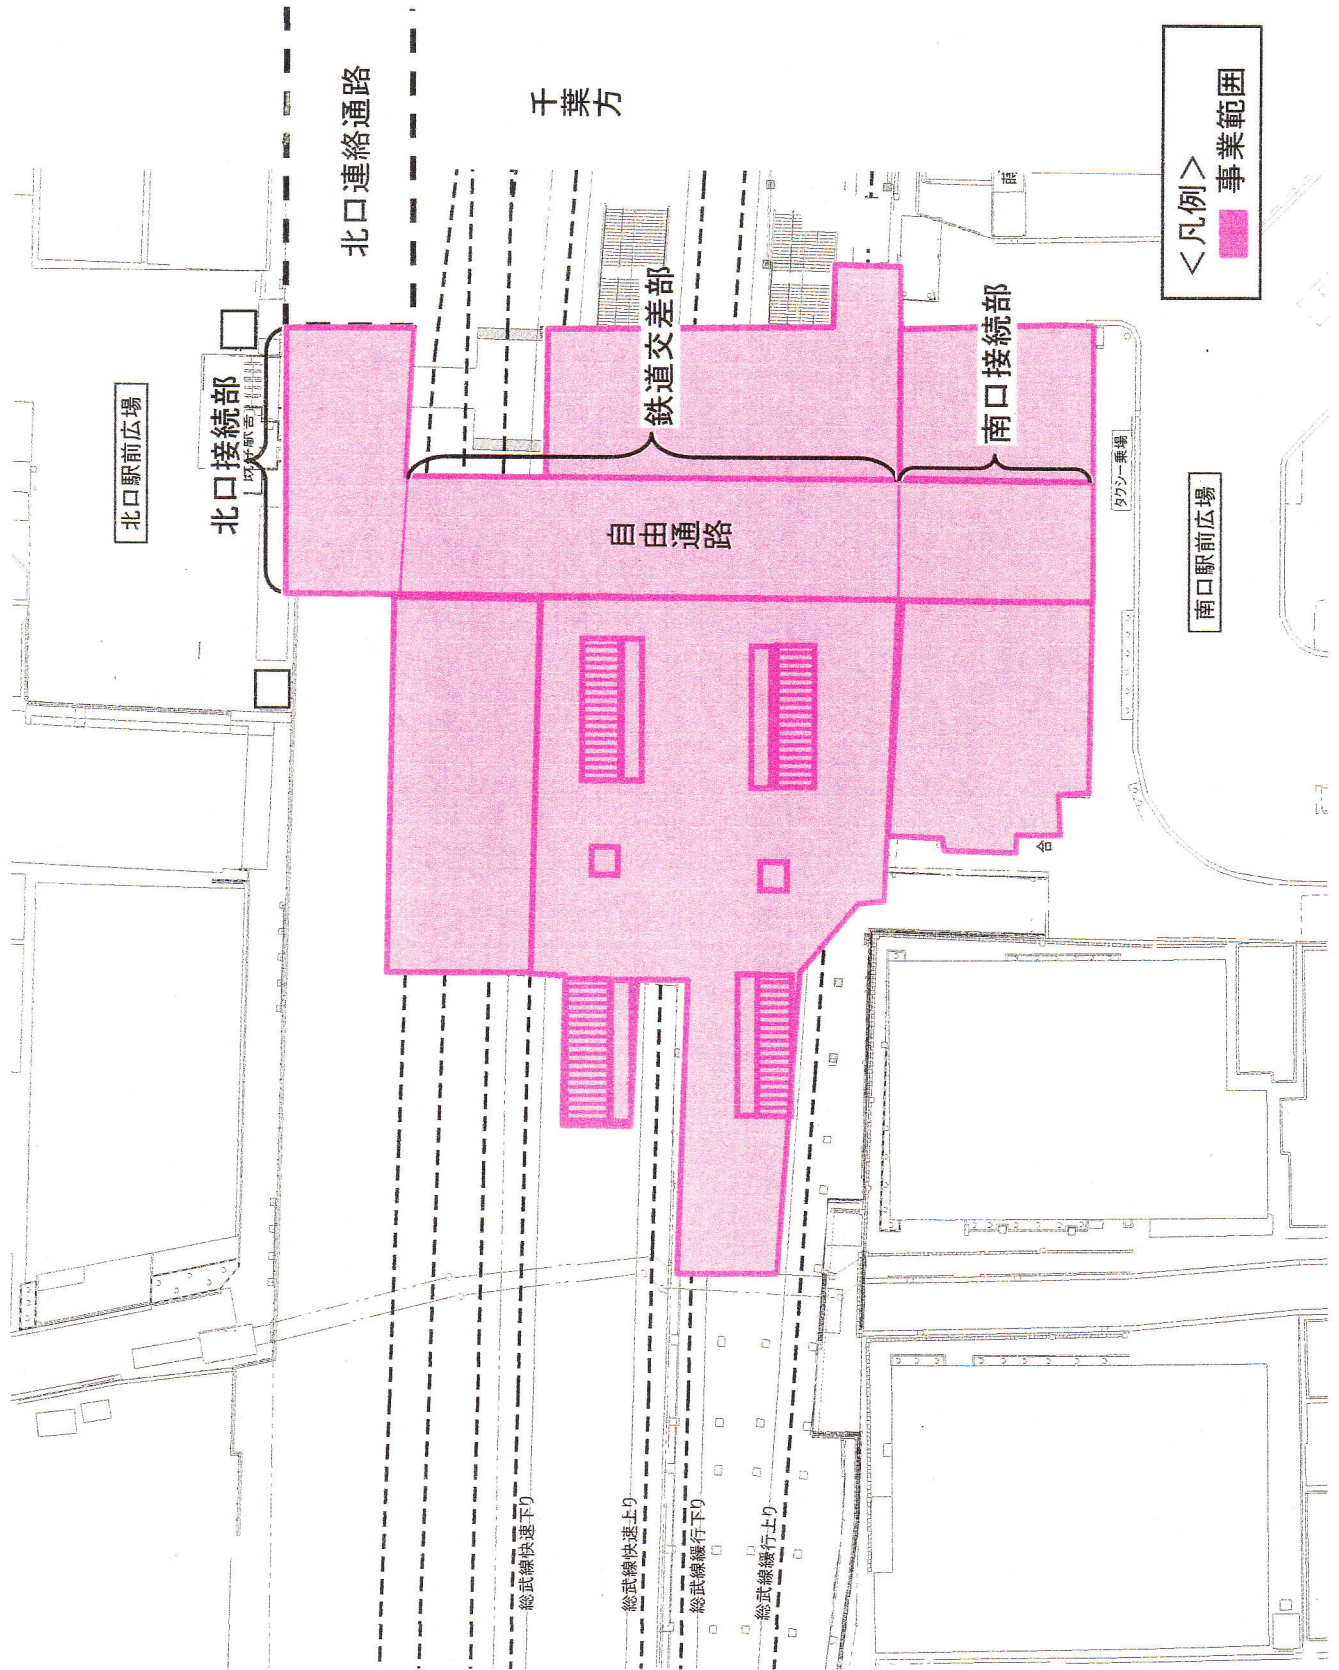 北口駅前広場
北口接続部
北口連絡通路
千葉方
鉄道交差部
自由通路
南口接続部
タクシー乗場
南口駅前広場
舎
総武線快速下り
総武線快速上り
総武線緩行下り
総武線緩行上り
＜凡例＞
事業範囲